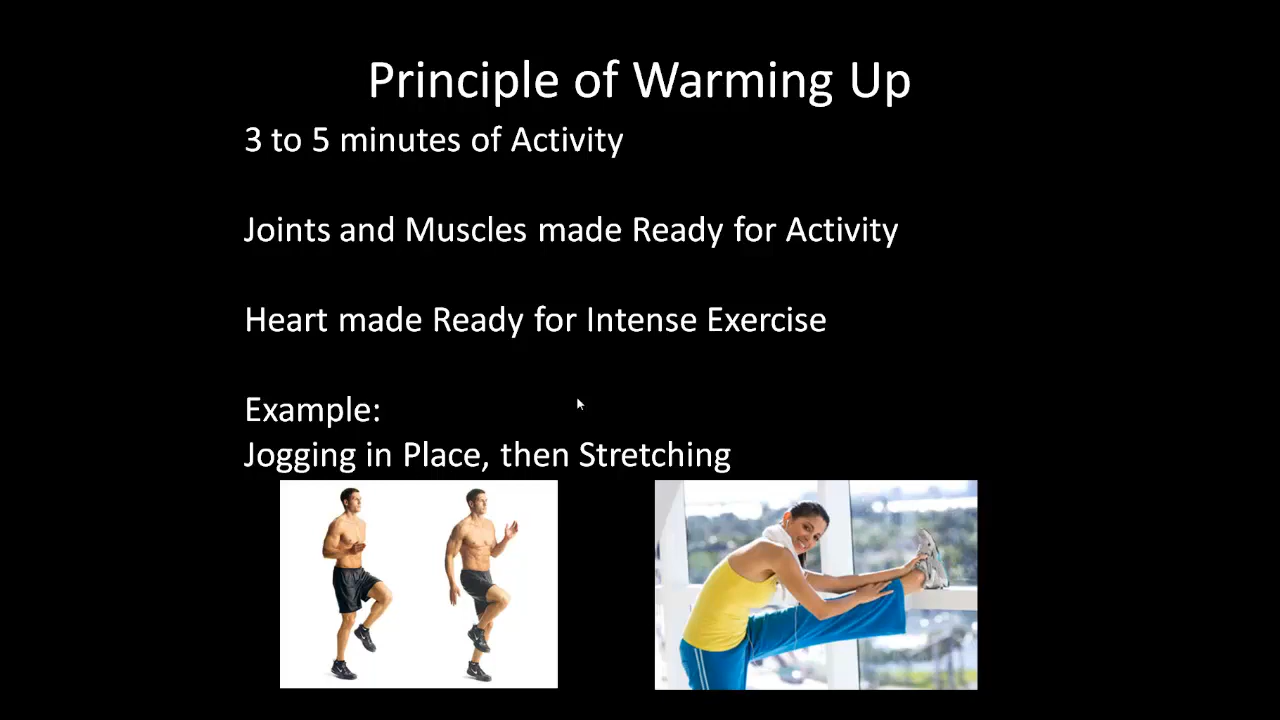 Principle of Warming Up
3 to 5 minutes of Activity
Joints and Muscles made Ready for Activity
Heart made Ready for Intense Exercise
Example:
Jogging in Place, then Stretching